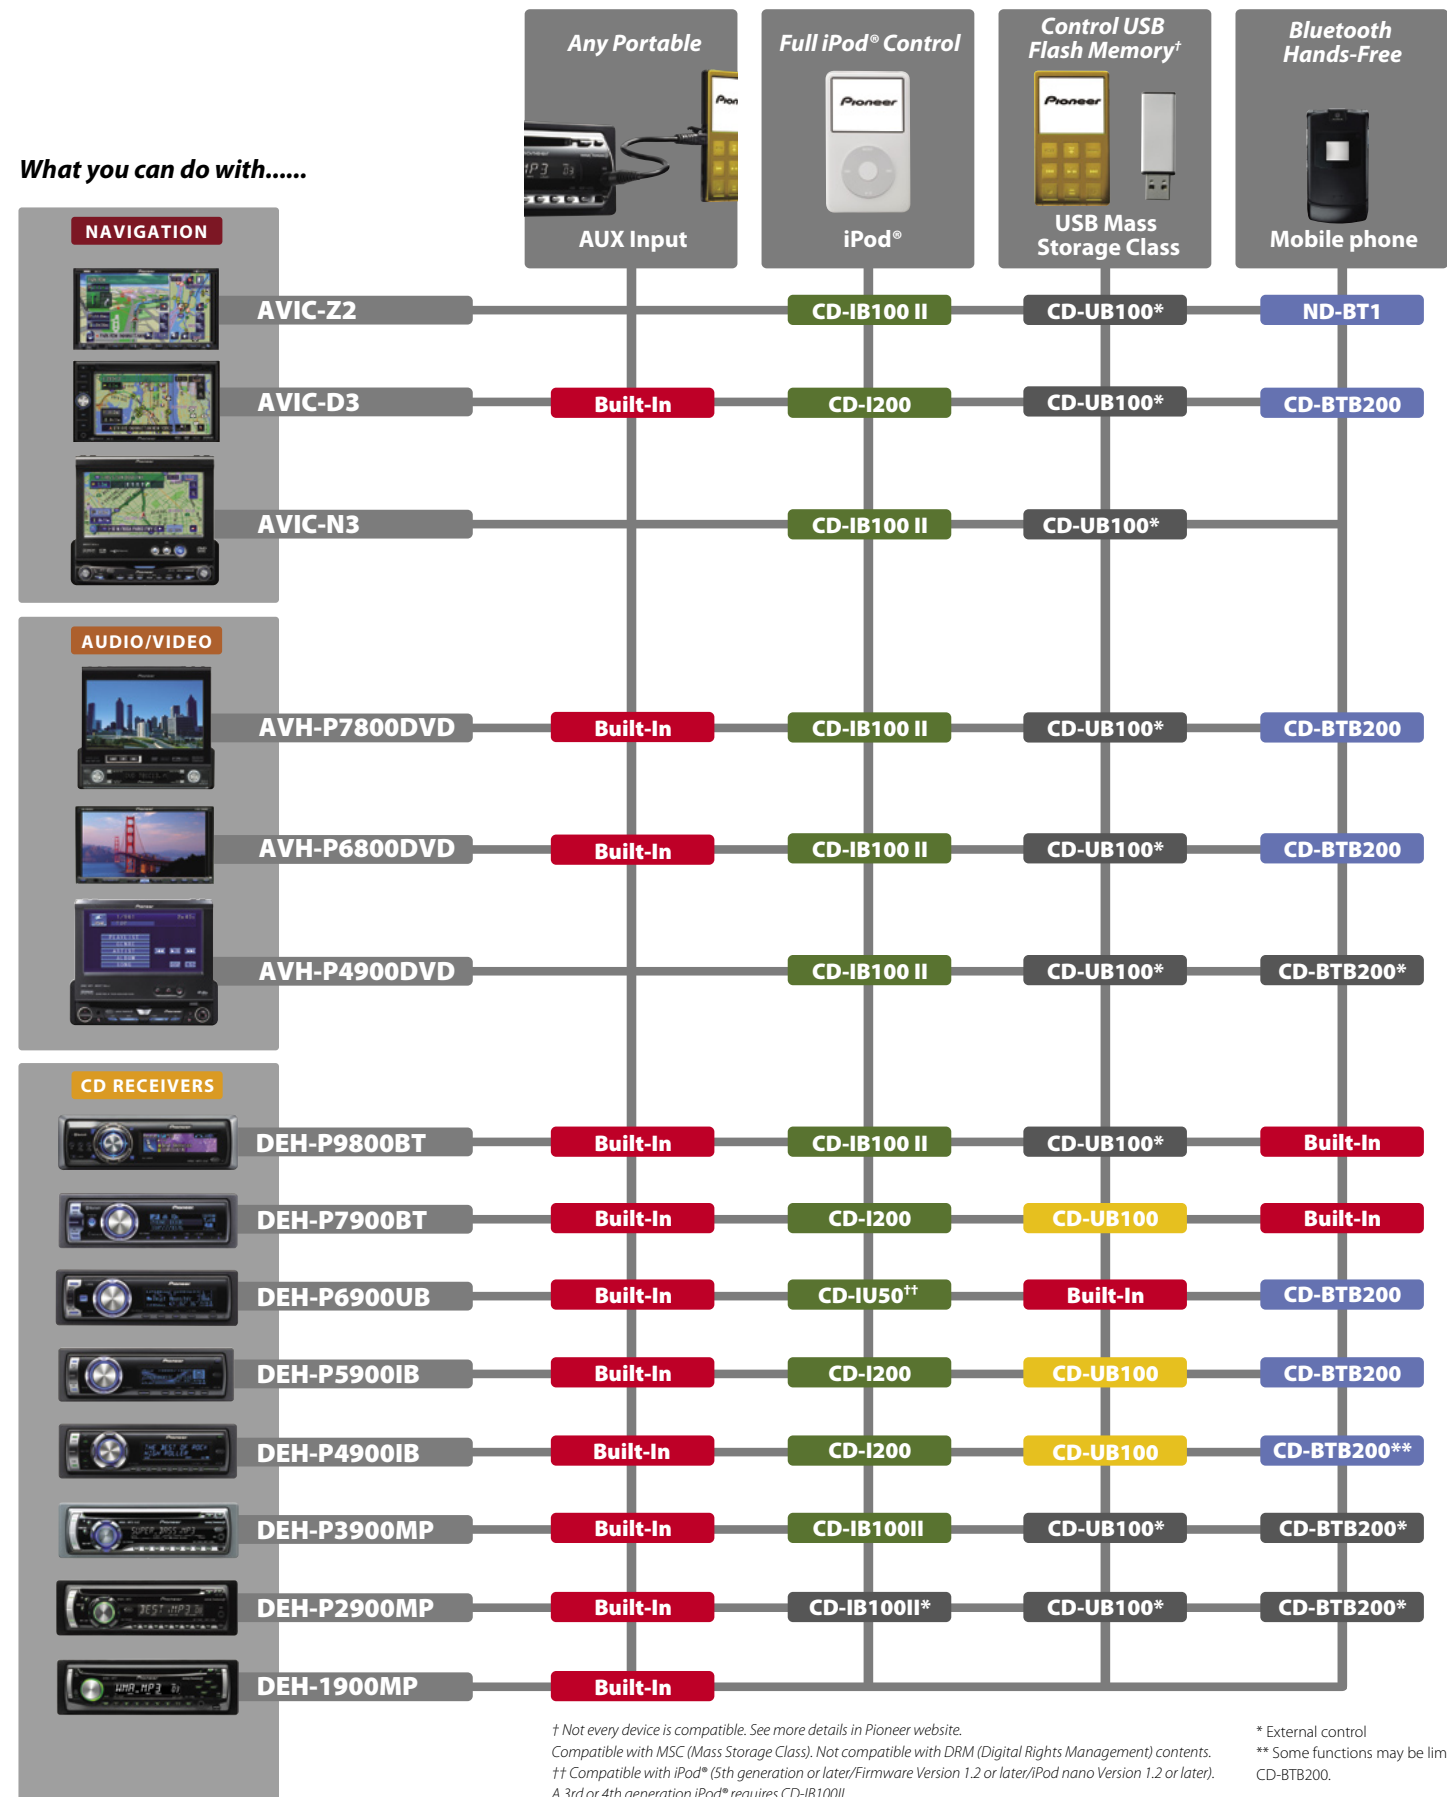 Any Portable
AUX Input
Full iPod® Control
Pioneer
iPod®
Control USB
Flash Memory†
Pioneer
USB Mass
Storage Class
Bluetooth
Hands-Free
Mobile phone
What you can do with......
NAVIGATION
AVIC-Z2 CD-IB100 II CD-UB100* ND-BT1
AVIC-D3 Built-In CD-I200 CD-UB100* CD-BTB200
AVIC-N3 CD-IB100 II CD-UB100*
AUDIO/VIDEO
AVH-P7800DVD Built-In CD-IB100 II CD-UB100* CD-BTB200
AVH-P6800DVD Built-In CD-IB100 II CD-UB100* CD-BTB200
AVH-P4900DVD CD-IB100 II CD-UB100* CD-BTB200*
CD RECEIVERS
DEH-P9800BT Built-In CD-IB100 II CD-UB100* Built-In
DEH-P7900BT Built-In CD-I200 CD-UB100 Built-In
DEH-P6900UB Built-In CD-IU50†† Built-In CD-BTB200
DEH-P5900IB Built-In CD-I200 CD-UB100 CD-BTB200
DEH-P4900IB Built-In CD-I200 CD-UB100 CD-BTB200**
DEH-P3900MP Built-In CD-IB100II CD-UB100* CD-BTB200*
DEH-P2900MP Built-In CD-IB100II* CD-UB100* CD-BTB200*
DEH-1900MP Built-In
† Not every device is compatible. See more details in Pioneer website.
Compatible with MSC (Mass Storage Class). Not compatible with DRM (Digital Rights Management) contents.
†† Compatible with iPod® (5th generation or later/Firmware Version 1.2 or later/iPod nano Version 1.2 or later).
A 3rd or 4th generation iPod® requires CD-IB100II.
* External control
** Some functions may be lim
CD-BTB200.